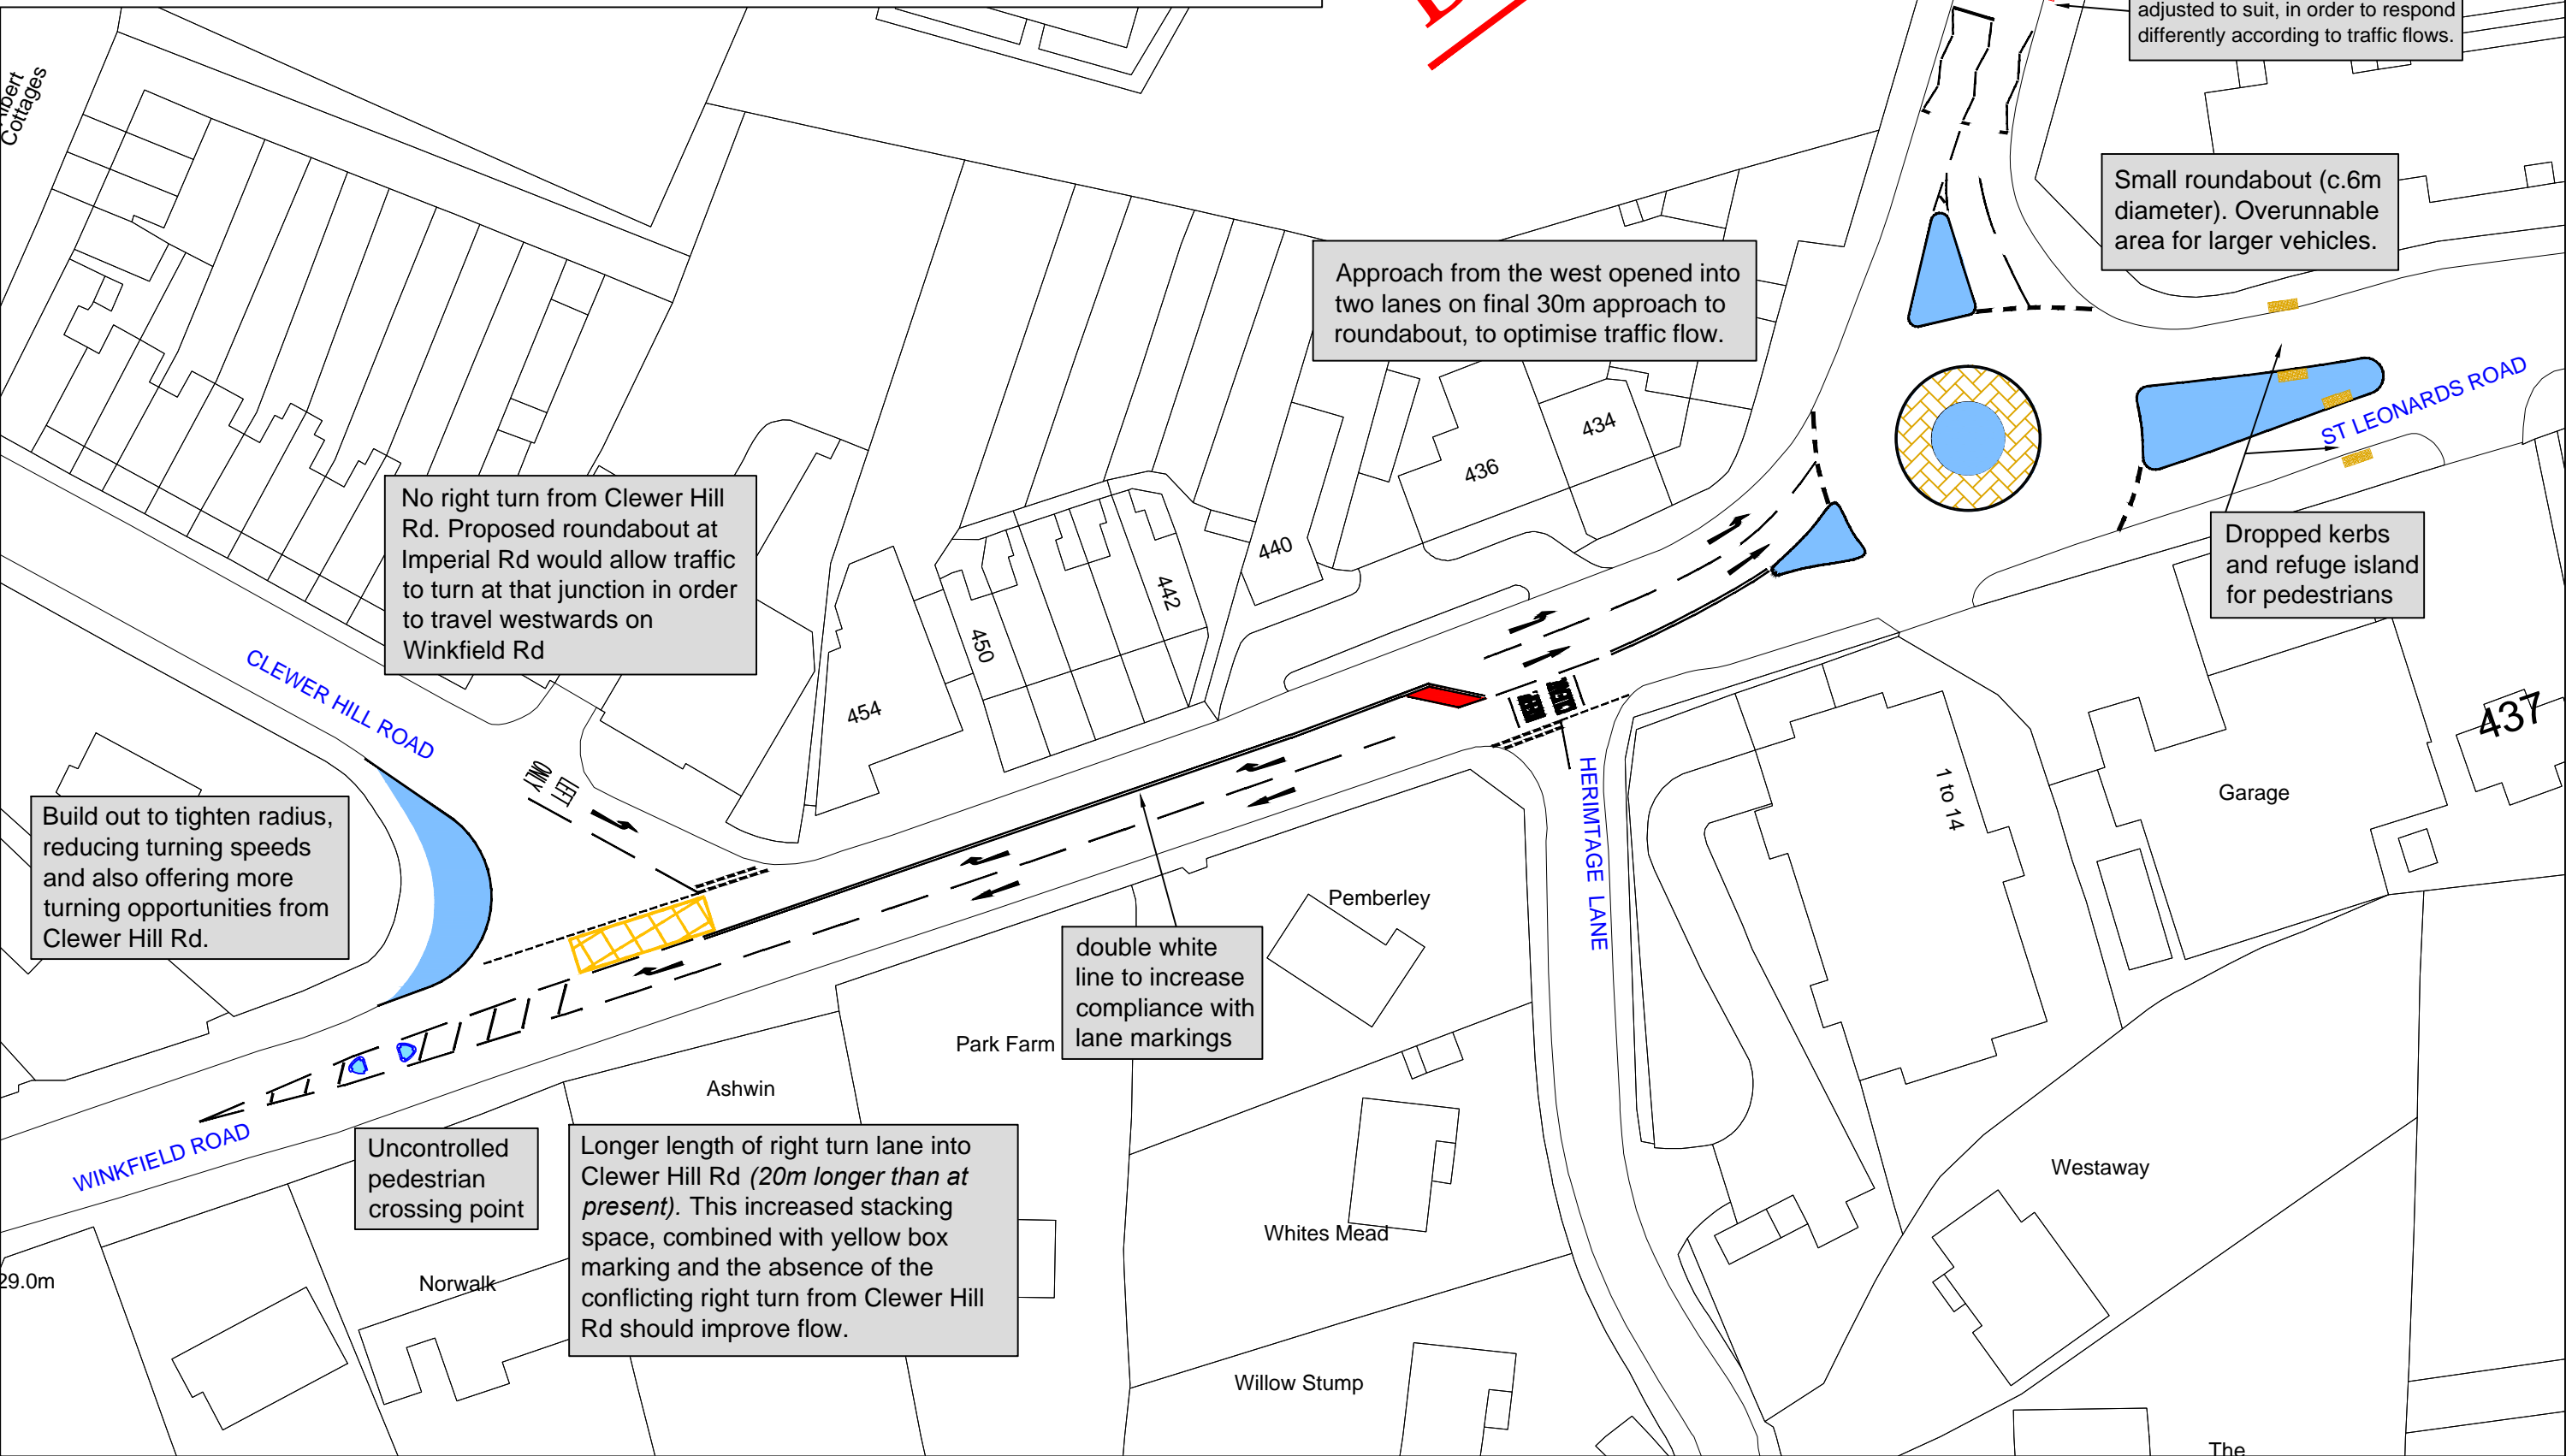 adjusted to suit, in order to respond
differently according to traffic flows.
Cottages
Small roundabout (c.6m
diameter). Overunnable
area for larger vehicles.
Approach from the west opened into
two lanes on final 30m approach to
roundabout, to optimise traffic flow.
ST LEONARDS ROAD
434
436
440
442
450
454
No right turn from Clewer Hill
Rd. Proposed roundabout at
Imperial Rd would allow traffic
to turn at that junction in order
to travel westwards on
Winkfield Rd
Dropped kerbs
and refuge island
for pedestrians
CLEWER HILL ROAD
LEFT
ONLY
KEEP
CLEAR
HERIMTAGE LANE
437
1 to 14
Garage
Build out to tighten radius,
reducing turning speeds
and also offering more
turning opportunities from
Clewer Hill Rd.
Pemberley
double white
line to increase
compliance with
lane markings
Park Farm
Ashwin
WINKFIELD ROAD
Uncontrolled
pedestrian
crossing point
Longer length of right turn lane into
Clewer Hill Rd (20m longer than at
present). This increased stacking
space, combined with yellow box
marking and the absence of the
conflicting right turn from Clewer Hill
Rd should improve flow.
Westaway
Whites Mead
29.0m
Norwalk
Willow Stump
The